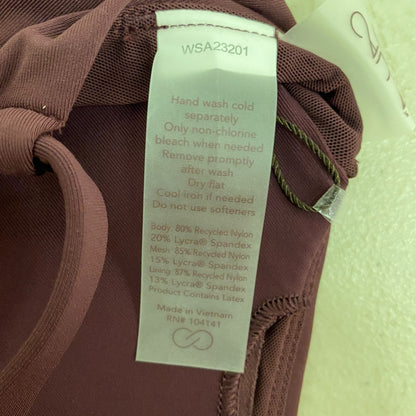 WSA23201
Hand wash cold
separately
Only non-chlorine
bleach when needed
Remove promptly
after wash
Dry flat
Cool iron if needed
Do not use softeners
Body: 80% Recycled Nylon
20% Lycra® Spandex
Mesh: 85% Recycled Nylon
15% Lycra® Spandex
Lining: 87% Recycled Nylon
13% Lycra® Spandex
Product Contains Latex
Made in Vietnam
RN# 104141